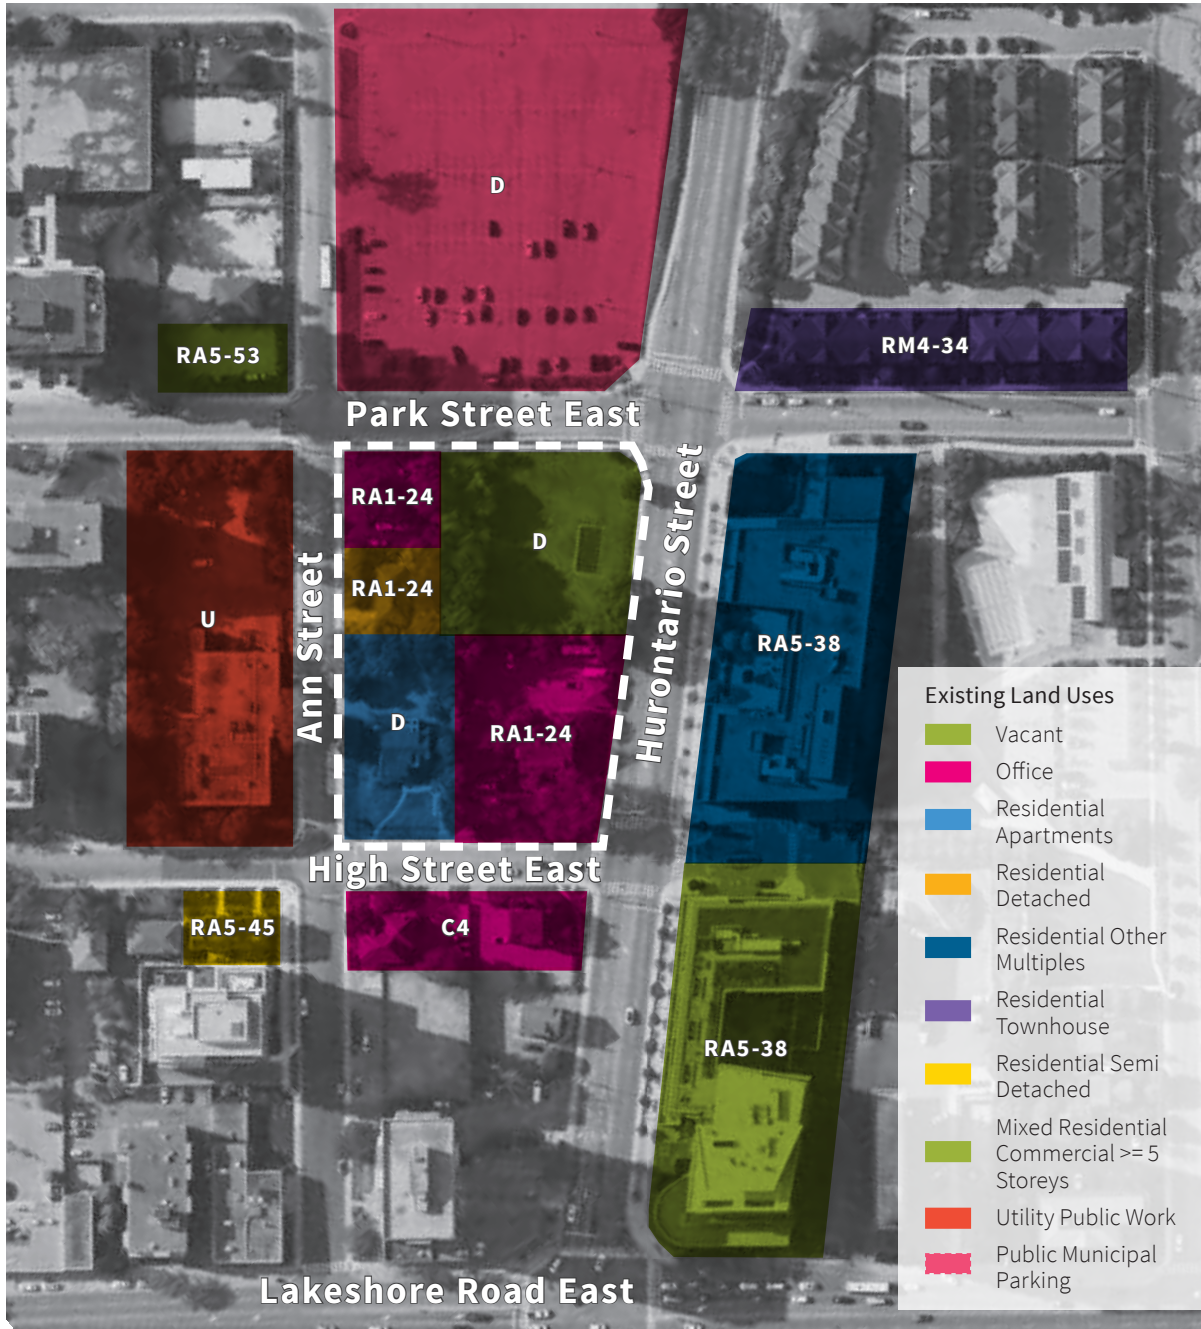 D
RA5-53
RM4-34
Park Street East
RA1-24
D
RA1-24
U
Ann Street
Hurontario Street
RA5-38
D
RA1-24
High Street East
RA5-45
C4
RA5-38
Lakeshore Road East
Existing Land Uses
Vacant
Office
Residential
Apartments
Residential
Detached
Residential Other
Multiples
Residential
Townhouse
Residential Semi
Detached
Mixed Residential
Commercial >= 5
Storeys
Utility Public Work
Public Municipal
Parking